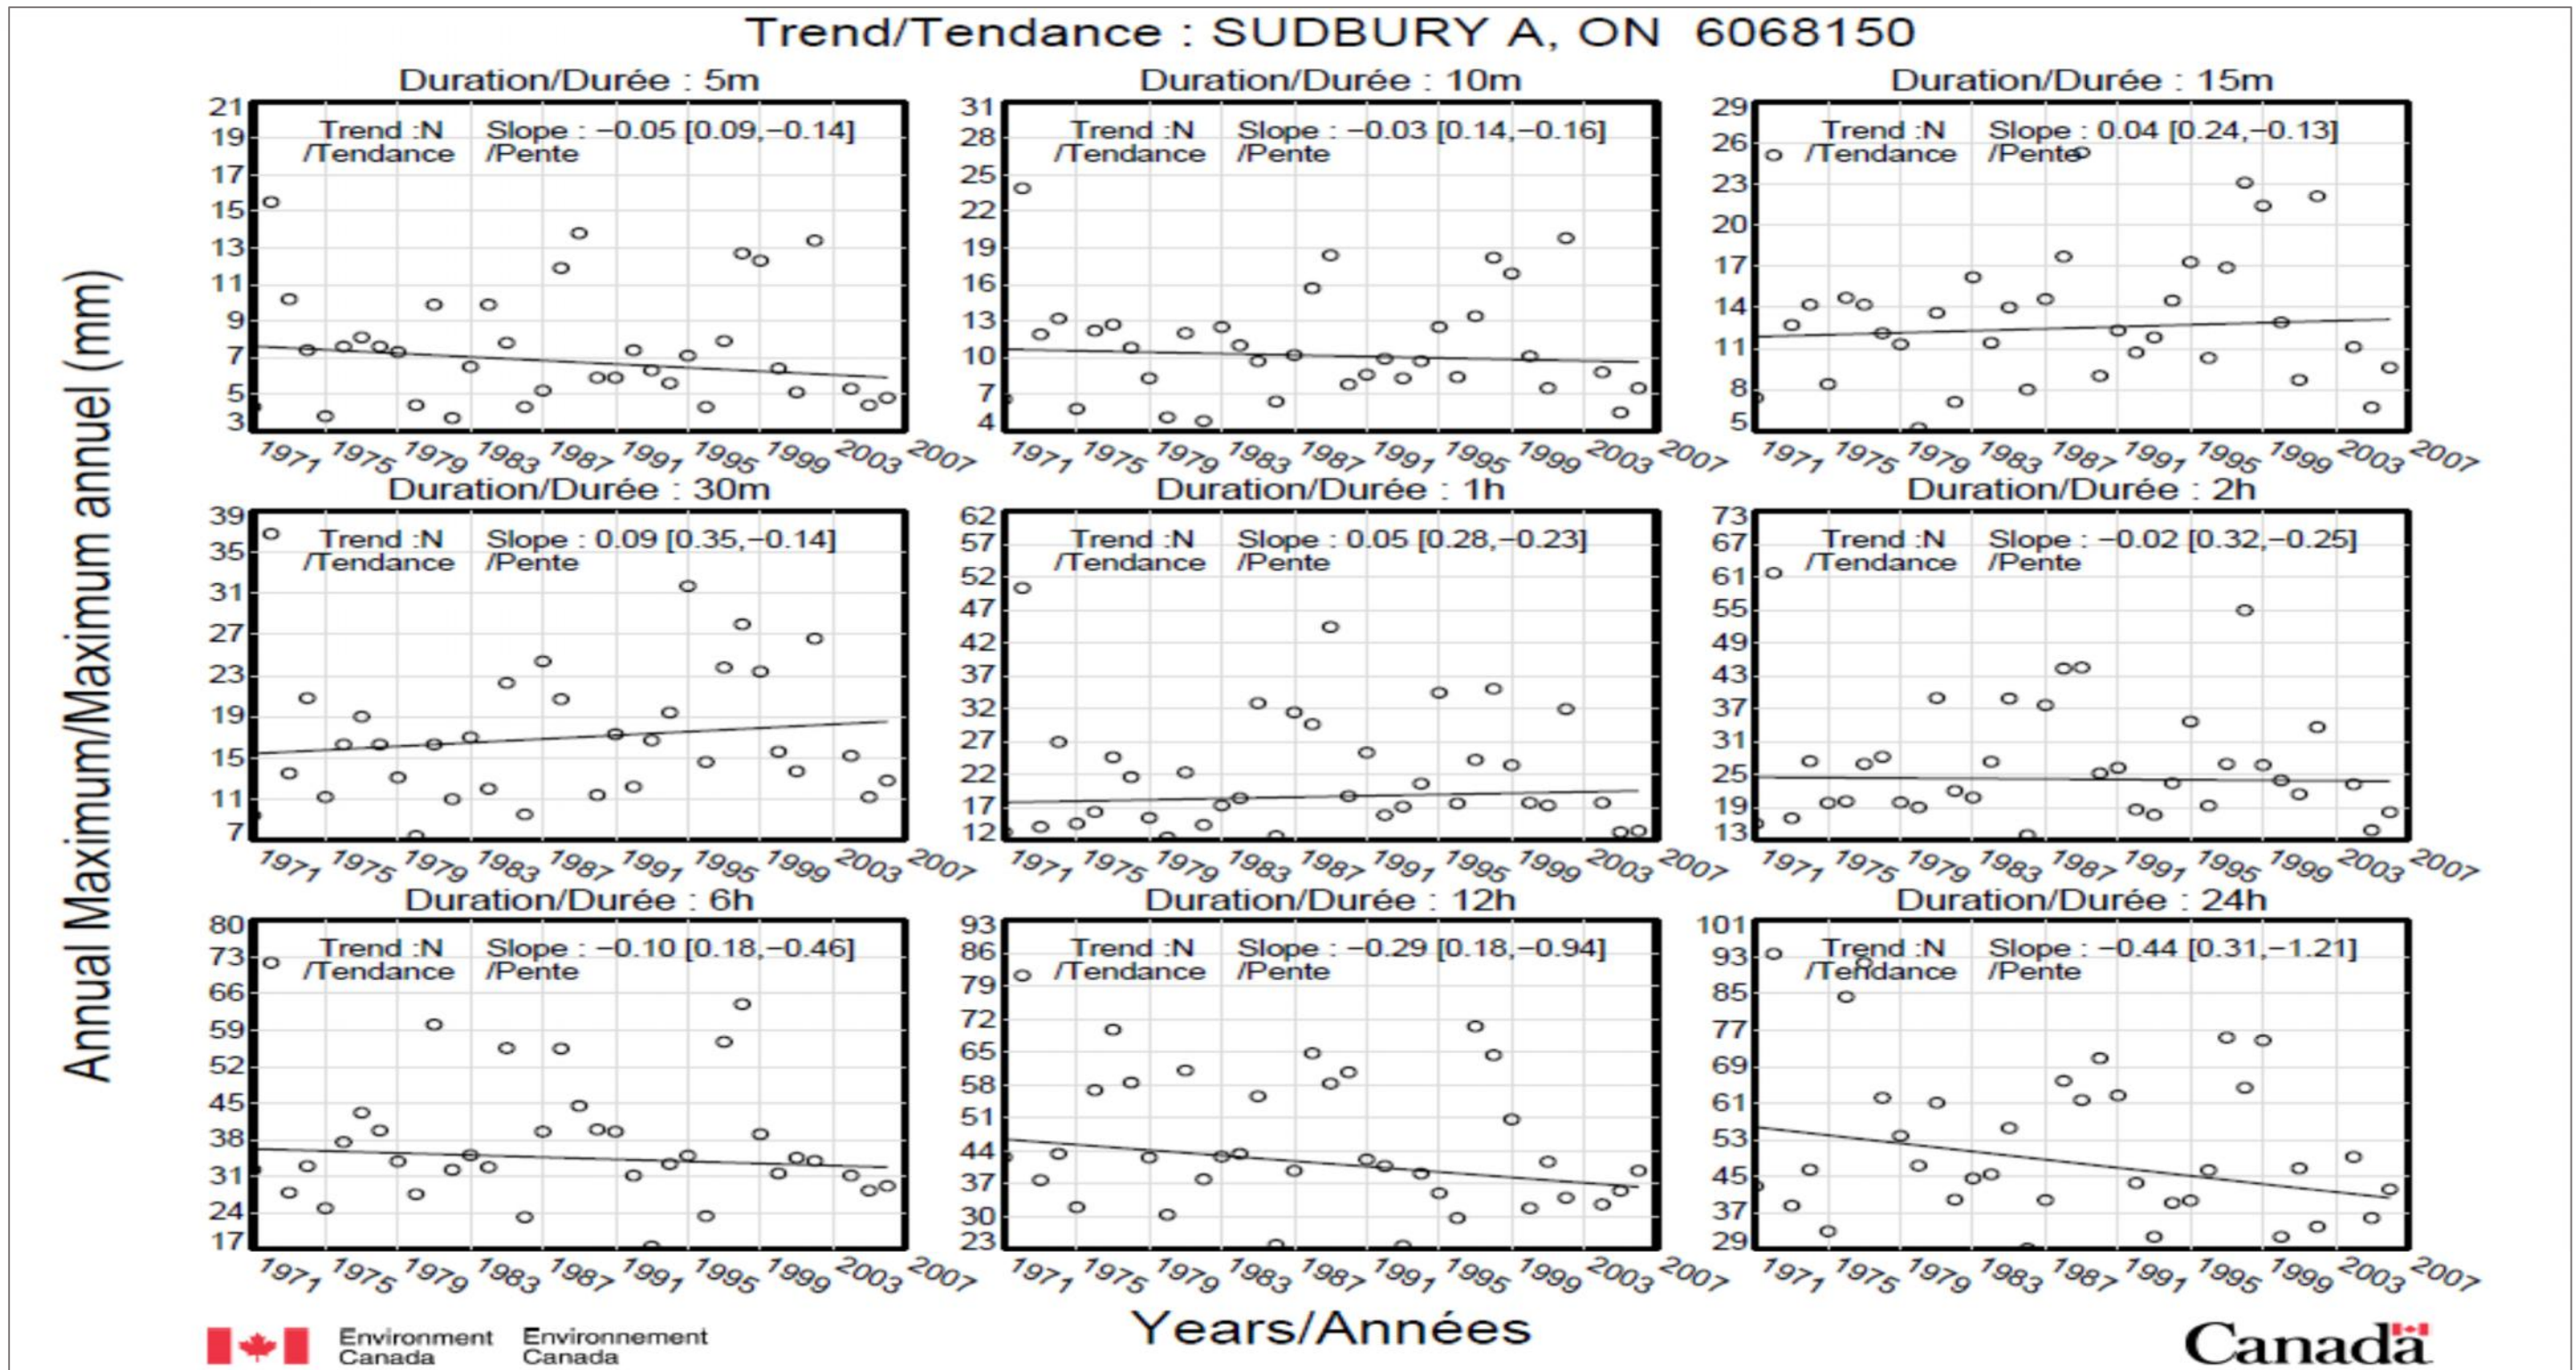 Trend/Tendance : SUDBURY A, ON 6068150
Annual Maximum/Maximum annuel (mm)
Duration/Durée : 5m
Trend :N Slope : −0.05 [0.09,−0.14]
/Tendance /Pente
21
19
17
15
13
11
9
7
5
3
1971 1975 1979 1983 1987 1991 1995 1999 2003 2007
Duration/Durée : 10m
Trend :N Slope : −0.03 [0.14,−0.16]
/Tendance /Pente
31
28
25
22
19
16
13
10
7
4
1971 1975 1979 1983 1987 1991 1995 1999 2003 2007
Duration/Durée : 15m
Trend :N Slope : 0.04 [0.24,−0.13]
/Tendance /Pente
29
26
23
20
17
14
11
8
5
1971 1975 1979 1983 1987 1991 1995 1999 2003 2007
Duration/Durée : 30m
Trend :N Slope : 0.09 [0.35,−0.14]
/Tendance /Pente
39
35
31
27
23
19
15
11
7
1971 1975 1979 1983 1987 1991 1995 1999 2003 2007
Duration/Durée : 1h
Trend :N Slope : 0.05 [0.28,−0.23]
/Tendance /Pente
62
57
52
47
42
37
32
27
22
17
12
1971 1975 1979 1983 1987 1991 1995 1999 2003 2007
Duration/Durée : 2h
Trend :N Slope : −0.02 [0.32,−0.25]
/Tendance /Pente
73
67
61
55
49
43
37
31
25
19
13
1971 1975 1979 1983 1987 1991 1995 1999 2003 2007
Duration/Durée : 6h
Trend :N Slope : −0.10 [0.18,−0.46]
/Tendance /Pente
80
73
66
59
52
45
38
31
24
17
1971 1975 1979 1983 1987 1991 1995 1999 2003 2007
Duration/Durée : 12h
Trend :N Slope : −0.29 [0.18,−0.94]
/Tendance /Pente
93
86
79
72
65
58
51
44
37
30
23
1971 1975 1979 1983 1987 1991 1995 1999 2003 2007
Duration/Durée : 24h
Trend :N Slope : −0.44 [0.31,−1.21]
/Tendance /Pente
101
93
85
77
69
61
53
45
37
29
1971 1975 1979 1983 1987 1991 1995 1999 2003 2007
Years/Années
Environment Environnement
Canada Canada
Canada